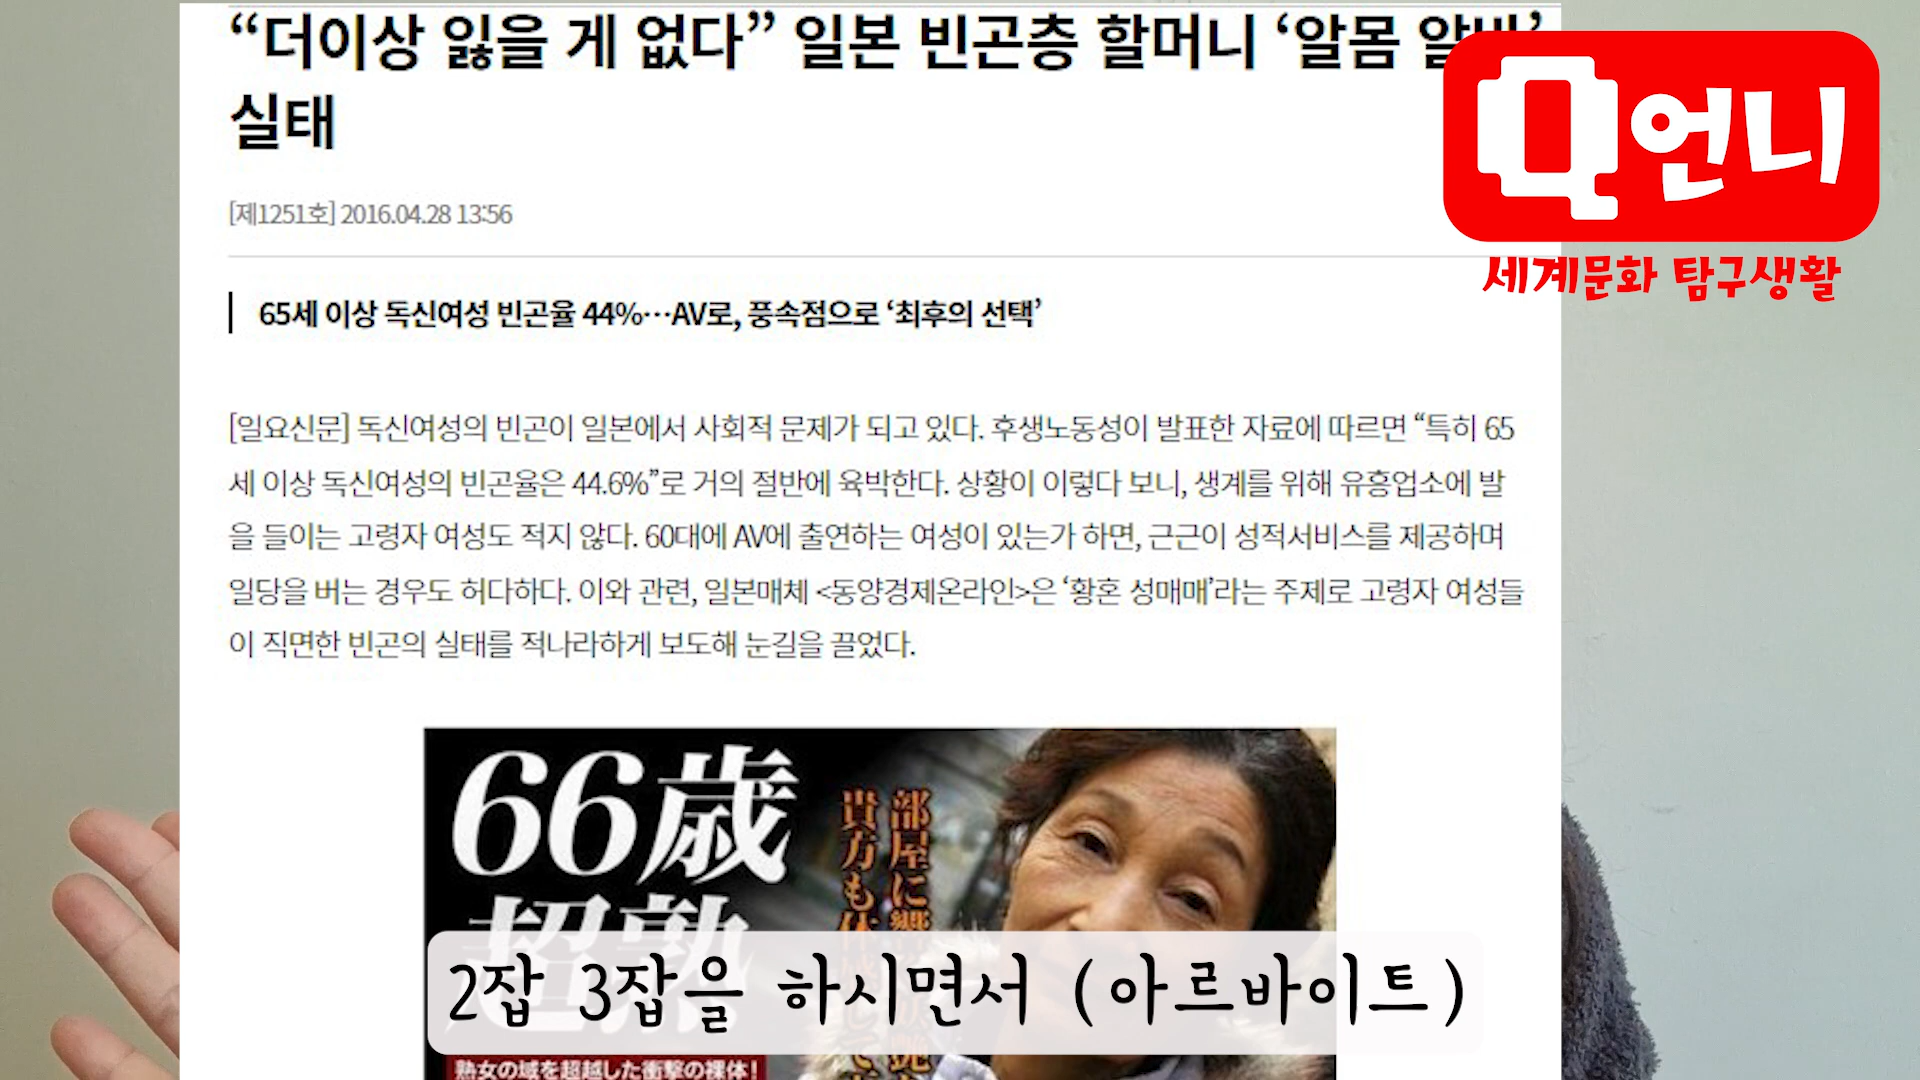 “더이상 잃을 게 없다” 일본 빈곤층 할머니 ‘알몸
실태
Q언니
세계문화 탐구생활
[제1251호] 2016.04.28 13:56
65세 이상 독신여성 빈곤율 44%…AV로, 풍속점으로 ‘최후의 선택’
[일요신문] 독신여성의 빈곤이 일본에서 사회적 문제가 되고 있다. 후생노동성이 발표한 자료에 따르면 “특히 65
세 이상 독신여성의 빈곤율은 44.6%”로 거의 절반에 육박한다. 상황이 이렇다 보니, 생계를 위해 유흥업소에 발
을 들이는 고령자 여성도 적지 않다. 60대에 AV에 출연하는 여성이 있는가 하면, 근근이 성적서비스를 제공하며
일당을 버는 경우도 허다하다. 이와 관련, 일본매체 <동양경제온라인>은 ‘황혼 성매매’라는 주제로 고령자 여성들
이 직면한 빈곤의 실태를 적나라하게 보도해 눈길을 끌었다.
66歳
超熟
部屋に響
貴方も
2잡 3잡을 하시면서 (아르바이트)
熟女の域を超越した衝撃の裸体!